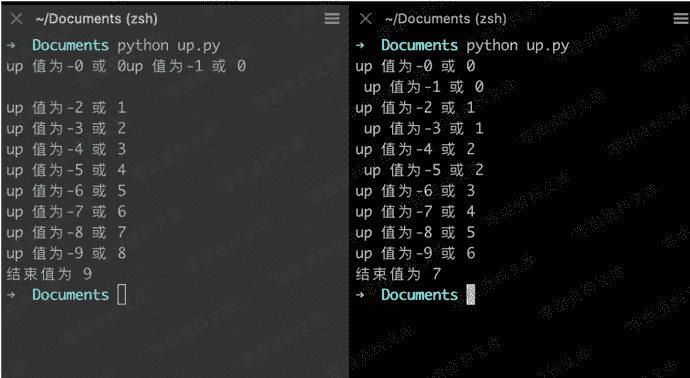 ~/Documents (zsh)
→ Documents python up.py
up 值为-0 或 0up 值为-1 或 0
up 值为-2 或 1
up 值为-3 或 2
up 值为-4 或 3
up 值为-5 或 4
up 值为-6 或 5
up 值为-7 或 6
up 值为-8 或 7
up 值为-9 或 8
结束值为 9
→ Documents
~/Documents (zsh)
→ Documents python up.py
up 值为-0 或 0
up 值为-1 或 0
up 值为-2 或 1
up 值为-3 或 1
up 值为-4 或 2
up 值为-5 或 2
up 值为-6 或 3
up 值为-7 或 4
up 值为-8 或 5
up 值为-9 或 6
结束值为 7
→ Documents
零组资料文库